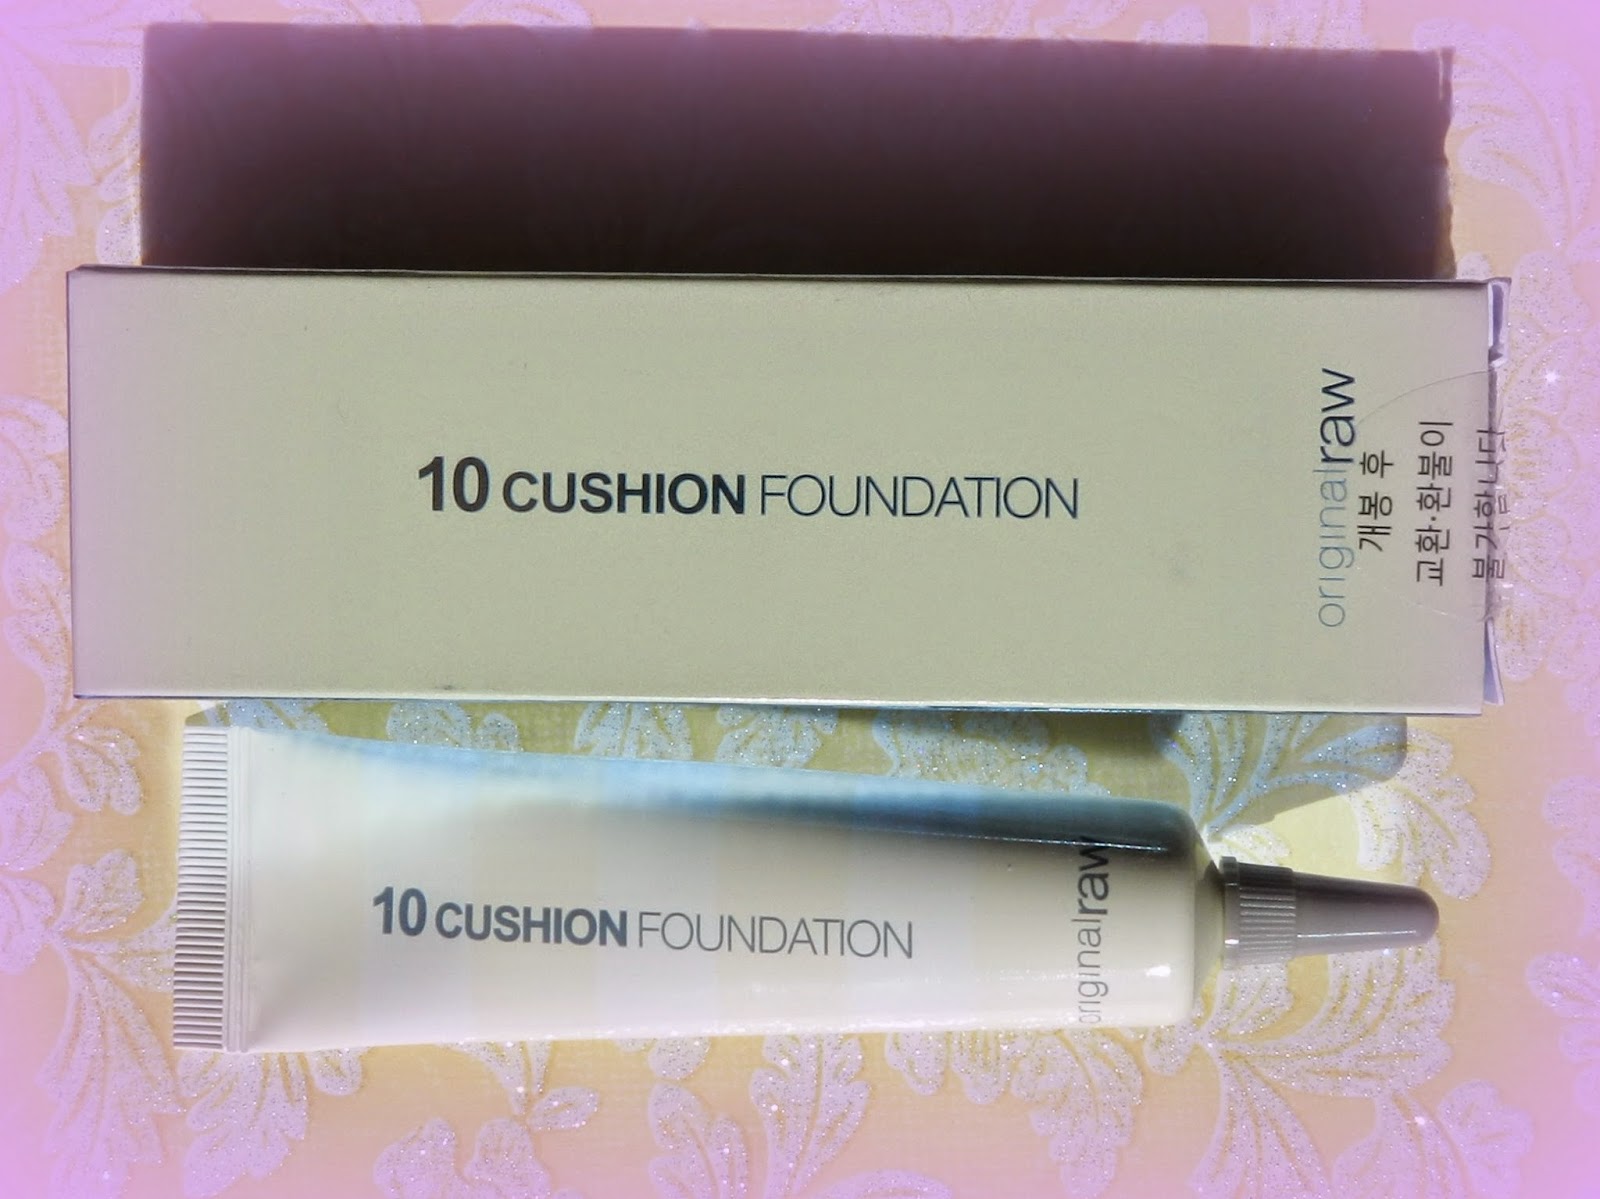 10 CUSHION FOUNDATION
originalraw
개봉 후
교환·환불이
불가합니다
10 CUSHION FOUNDATION
originalraw